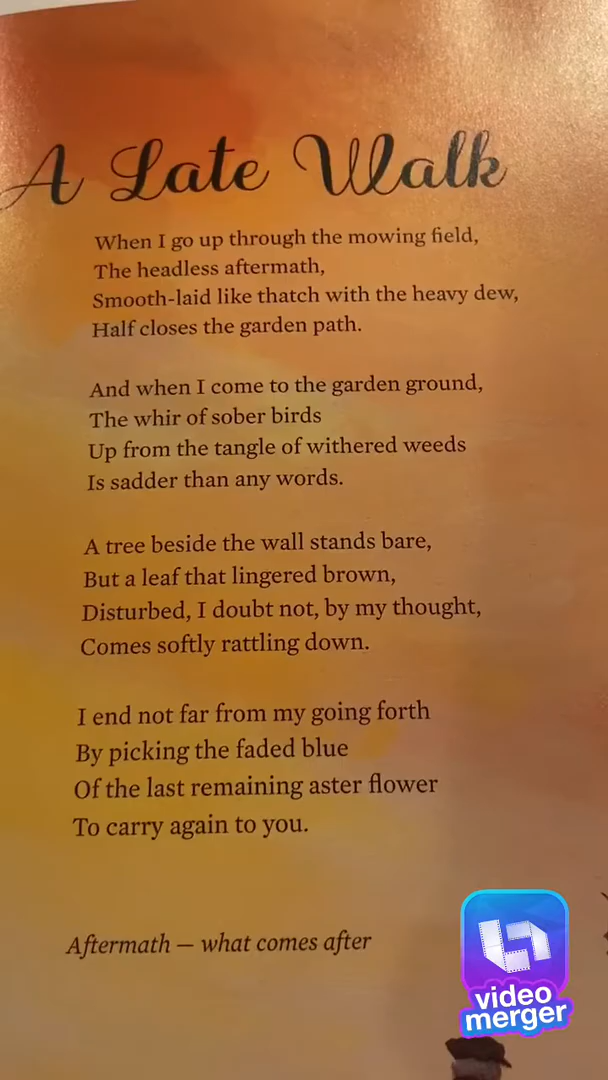 A Late Walk
When I go up through the mowing field,
The headless aftermath,
Smooth-laid like thatch with the heavy dew,
Half closes the garden path.
And when I come to the garden ground,
The whir of sober birds
Up from the tangle of withered weeds
Is sadder than any words.
A tree beside the wall stands bare,
But a leaf that lingered brown,
Disturbed, I doubt not, by my thought,
Comes softly rattling down.
I end not far from my going forth
By picking the faded blue
Of the last remaining aster flower
To carry again to you.
Aftermath — what comes after
video
merger